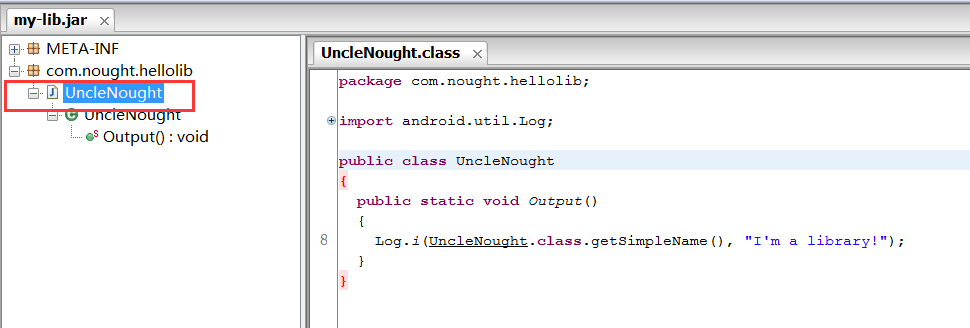 my-lib.jar
META-INF
com.nought.hellolib
UncleNought
UncleNought
Output() : void
UncleNought.class
package com.nought.hellolib;
import android.util.Log;
public class UncleNought
{
public static void Output()
{
8 Log.i(UncleNought.class.getSimpleName(), "I'm a library!");
}
}